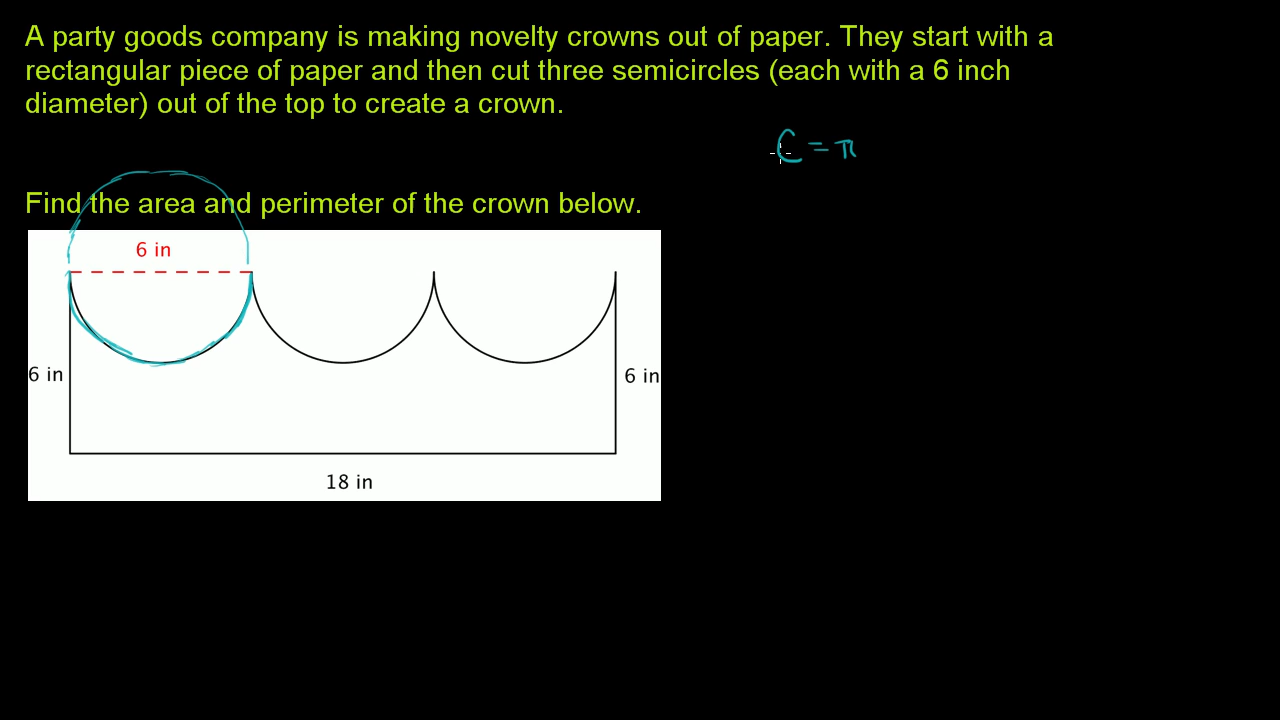 A party goods company is making novelty crowns out of paper. They start with a
rectangular piece of paper and then cut three semicircles (each with a 6 inch
diameter) out of the top to create a crown.
C = π
Find the area and perimeter of the crown below.
6 in
6 in
6 in
18 in